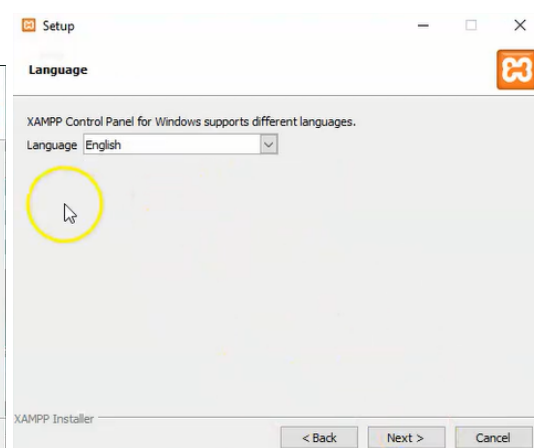 Setup
Language
XAMPP Control Panel for Windows supports different languages.
Language English
XAMPP Installer
< Back Next > Cancel